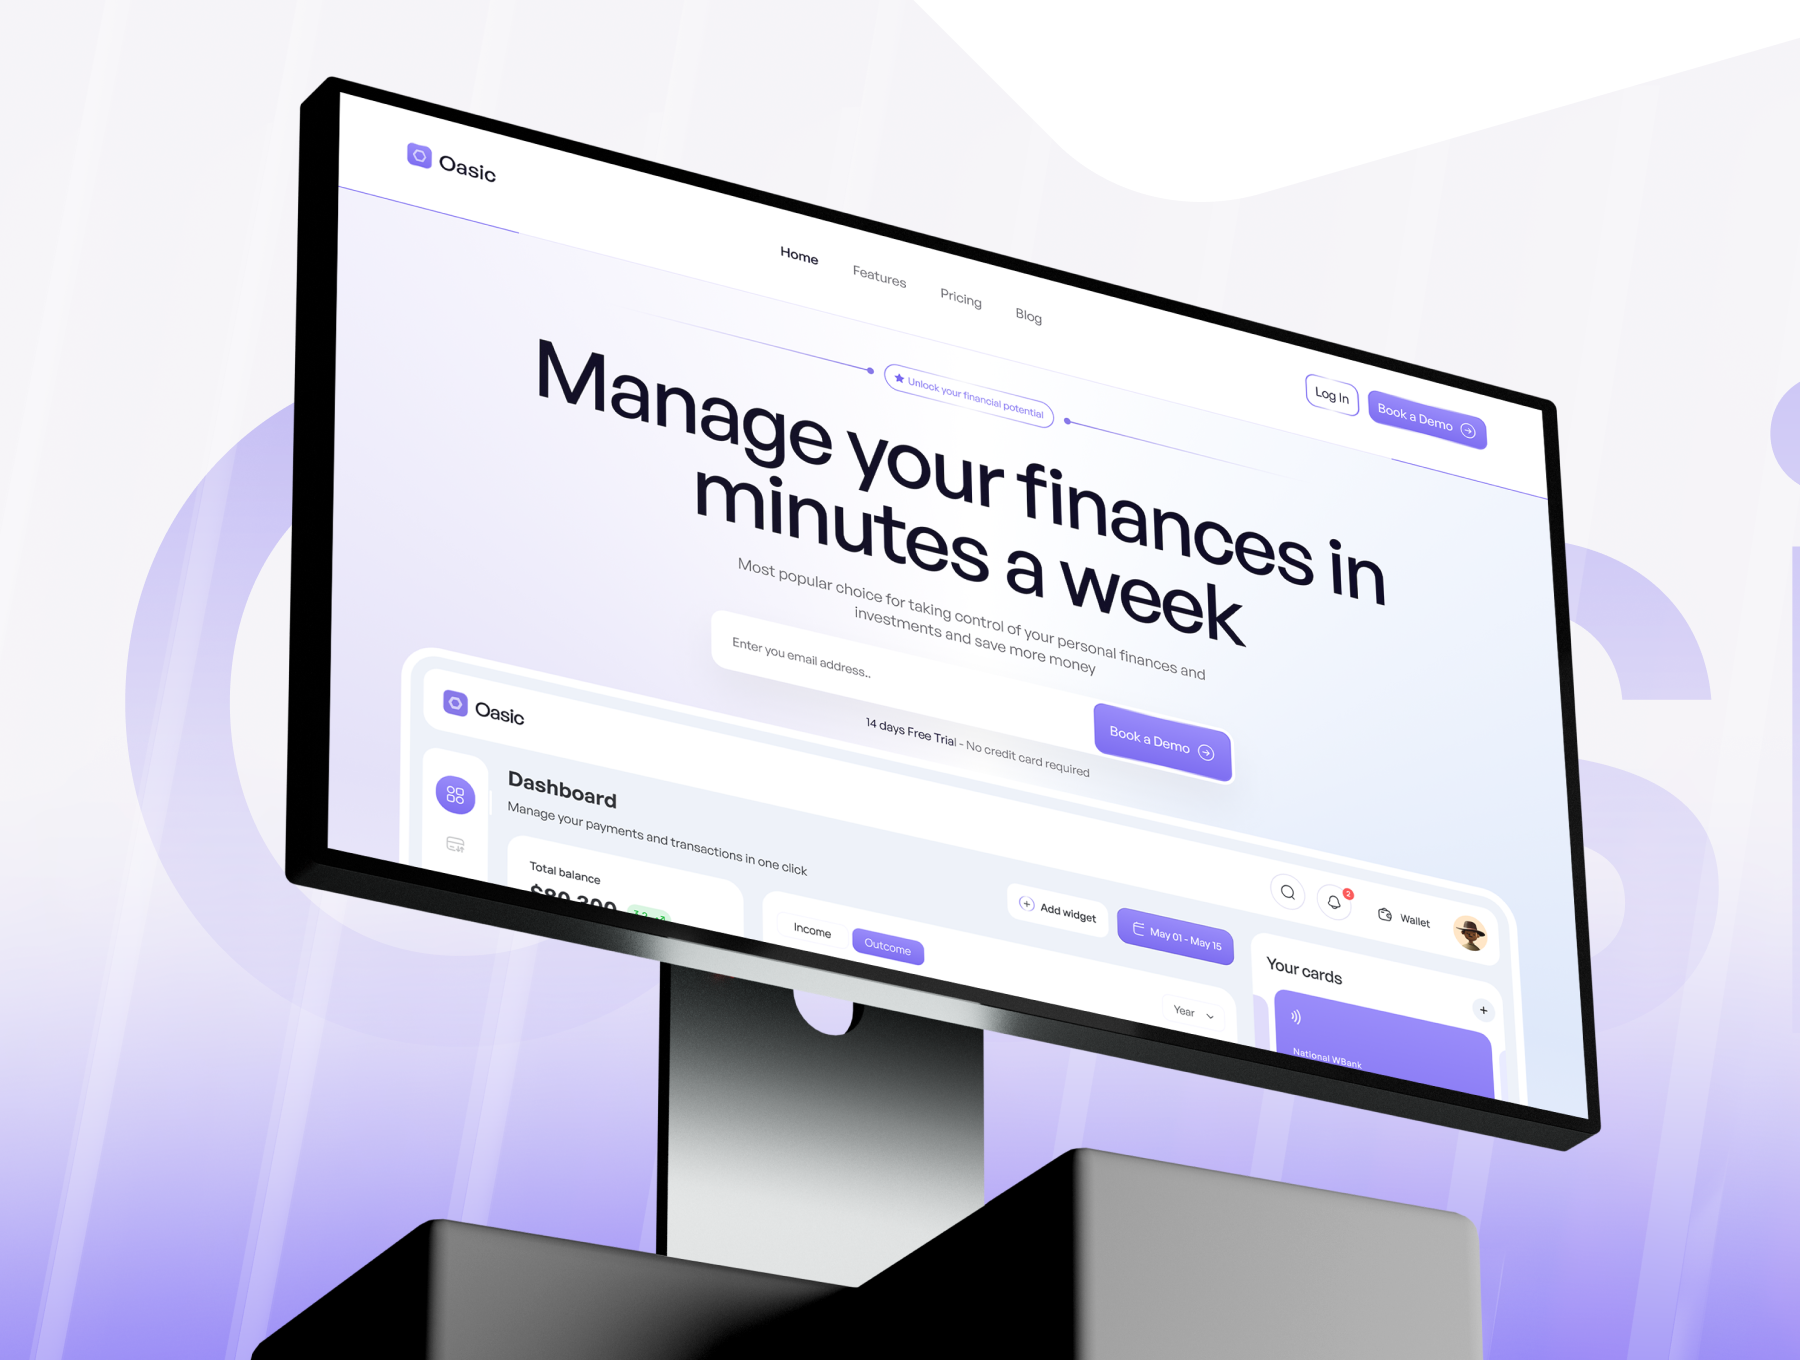 Oasic
Home
Features
Pricing
Blog
Log In
Book a Demo
Unlock your financial potential
Manage your finances in
minutes a week
Most popular choice for taking control of your personal finances and
investments and save more money
Enter you email address..
Book a Demo
14 days Free Trial - No credit card required
Oasic
2
Wallet
Dashboard
Manage your payments and transactions in one click
Add widget
May 01 - May 15
Total balance
Income
Outcome
Year
Your cards
National WBank